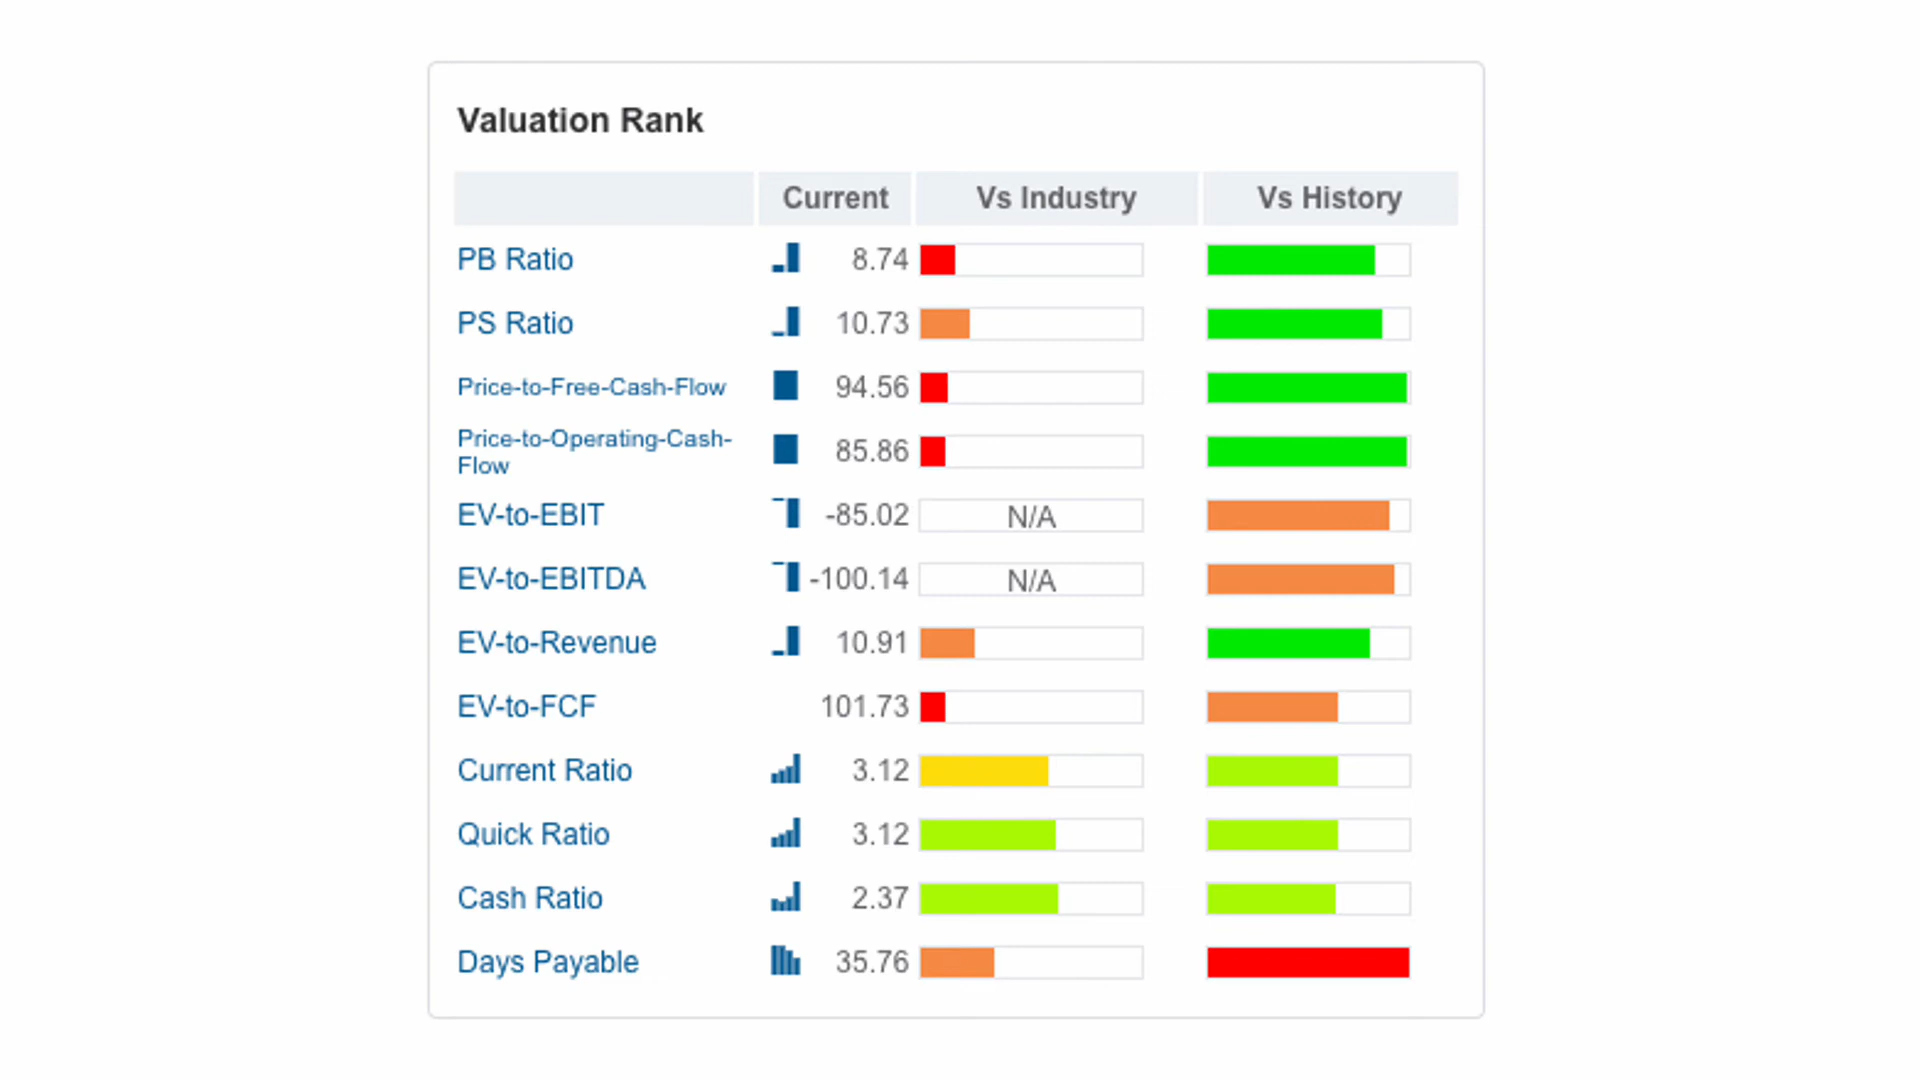 Valuation Rank
Current Vs Industry Vs History
PB Ratio 8.74
PS Ratio 10.73
Price-to-Free-Cash-Flow 94.56
Price-to-Operating-Cash-
Flow 85.86
EV-to-EBIT -85.02 N/A
EV-to-EBITDA -100.14 N/A
EV-to-Revenue 10.91
EV-to-FCF 101.73
Current Ratio 3.12
Quick Ratio 3.12
Cash Ratio 2.37
Days Payable 35.76